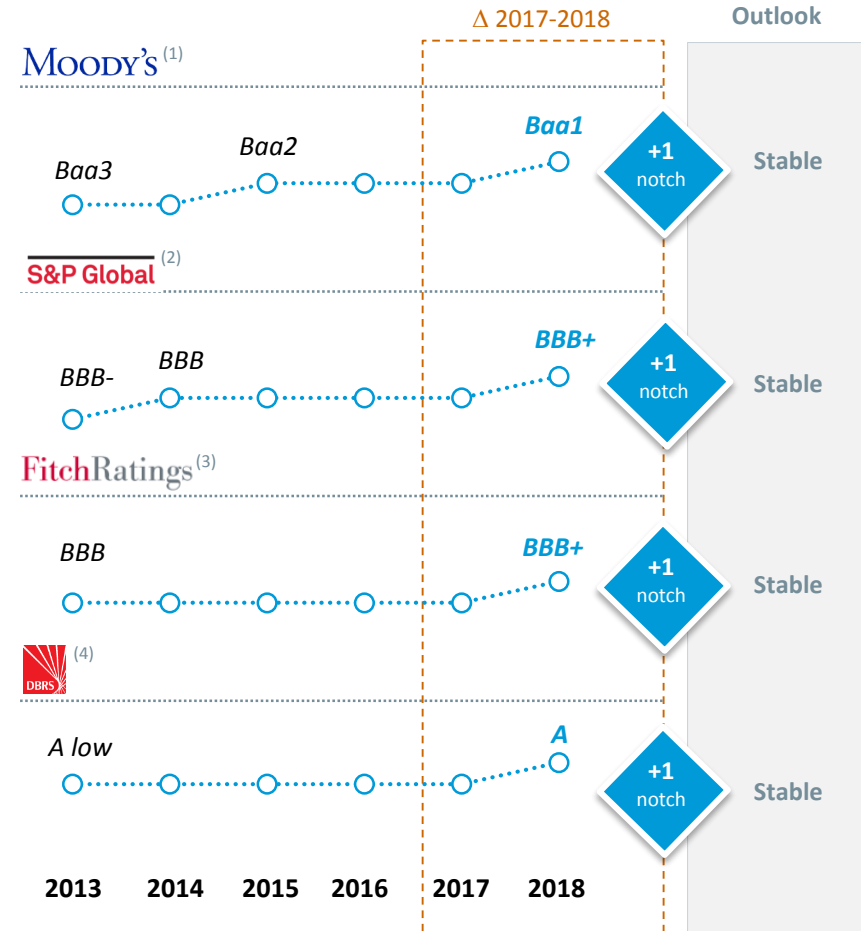 Δ 2017-2018
Outlook
MOODY'S (1)
Baa3
Baa2
Baa1
+1
notch
Stable
S&P Global (2)
BBB-
BBB
BBB+
+1
notch
Stable
FitchRatings (3)
BBB
BBB+
+1
notch
Stable
DBRS (4)
A low
A
+1
notch
Stable
2013 2014 2015 2016 2017 2018